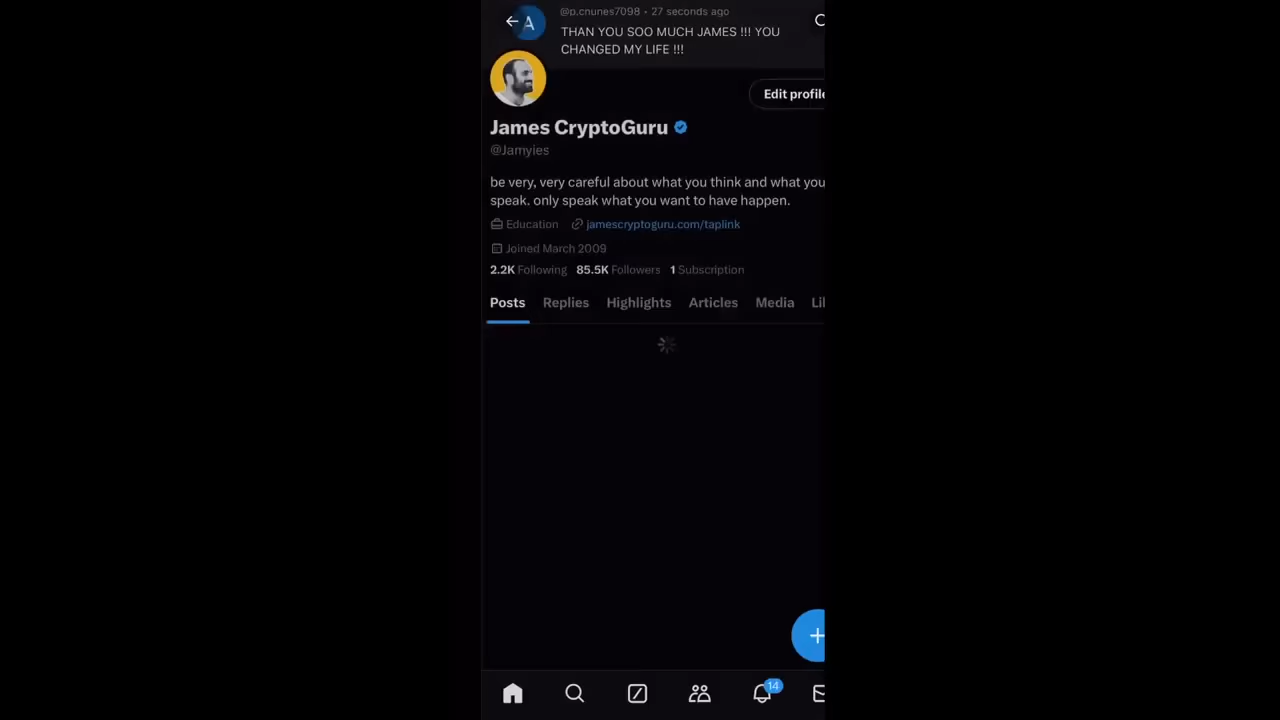 A
@p.cnunes7098 • 27 seconds ago
THAN YOU SOO MUCH JAMES !!! YOU
CHANGED MY LIFE !!!
Edit profile
James CryptoGuru
@Jamyies
be very, very careful about what you think and what you
speak. only speak what you want to have happen.
Education jamescryptoguru.com/taplink
Joined March 2009
2.2K Following 85.5K Followers 1 Subscription
Posts Replies Highlights Articles Media Li
14